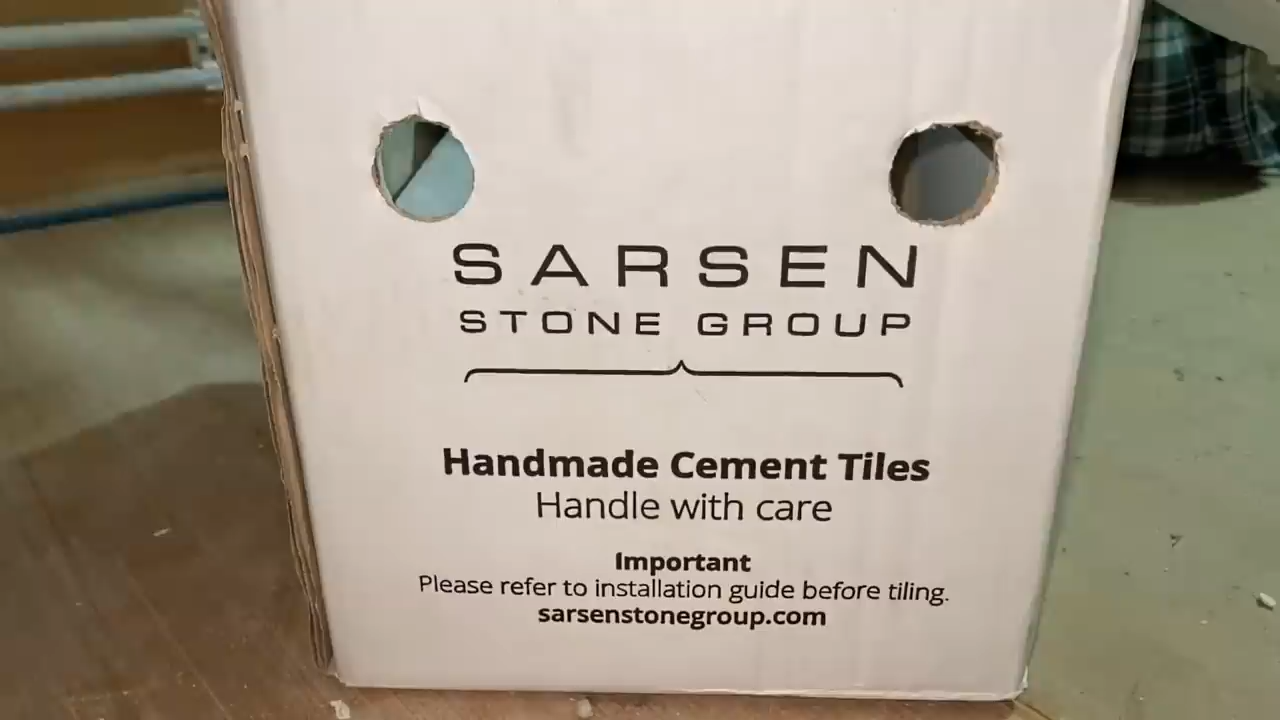 SARSEN
STONE GROUP
Handmade Cement Tiles
Handle with care
Important
Please refer to installation guide before tiling.
sarsenstonegroup.com